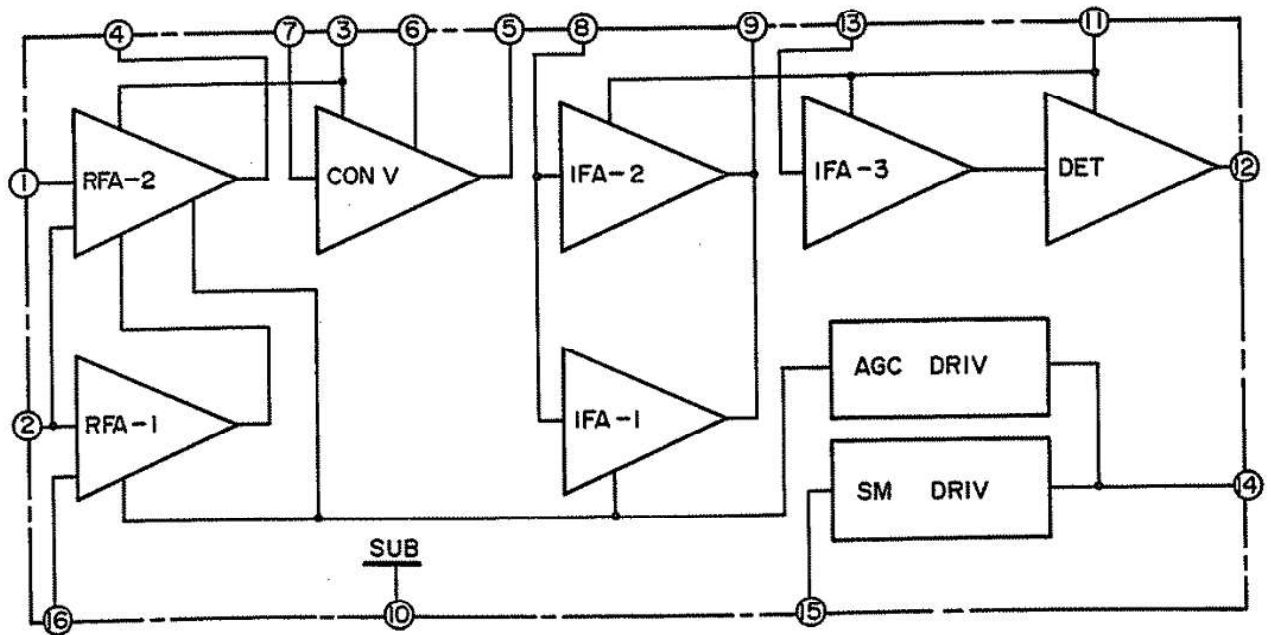 4 7 3 6 5 8 9 13 11
1 RFA-2 CON V IFA-2 IFA-3 DET 12
2 RFA-1 IFA-1 AGC DRIV
SM DRIV 14
SUB
16 10 15